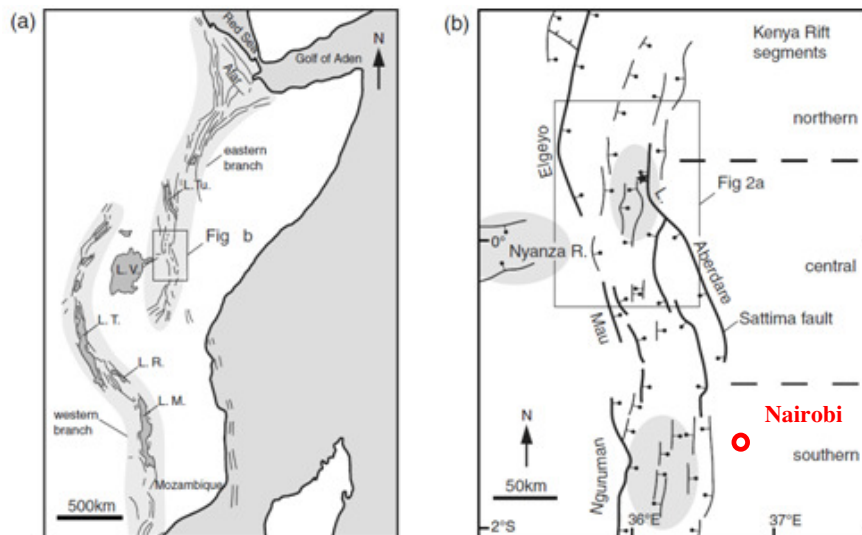 (a)
Red Sea
Golf of Aden
N
Afar
eastern
branch
L.Tu.
Fig b
L. V.
L. T.
L. R.
L. M.
western
branch
Mozambique
500km
(b)
Kenya Rift
segments
northern
Elgeyo
Fig 2a
0°
Nyanza R.
Aberdare
central
Mau
Sattima fault
N
Nairobi
southern
Nguruman
50km
2°S
36°E
37°E